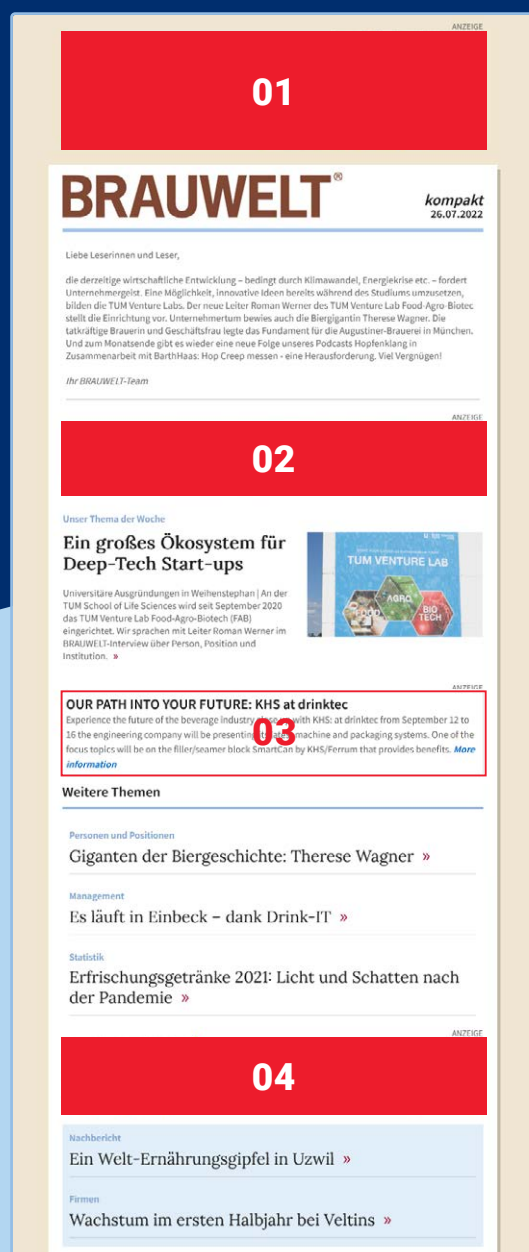 ANZEIGE
01
BRAUWELT®
kompakt
26.07.2022
Liebe Leserinnen und Leser,
die derzeitige wirtschaftliche Entwicklung – bedingt durch Klimawandel, Energiekrise etc. – fordert
Unternehmergeist. Eine Möglichkeit, innovative Ideen bereits während des Studiums umzusetzen,
bilden die TUM Venture Labs. Der neue Leiter Roman Werner des TUM Venture Lab Food-Agro-Biotec
stellt die Einrichtung vor. Unternehmertum bewies auch die Biergigantin Therese Wagner. Die
tatkräftige Brauerin und Geschäftsfrau legte das Fundament für die Augustiner-Brauerei in München.
Und zum Monatsende gibt es wieder eine neue Folge unseres Podcasts Hopfenklang in
Zusammenarbeit mit BarthHaas: Hop Creep messen - eine Herausforderung. Viel Vergnügen!
Ihr BRAUWELT-Team
ANZEIGE
02
Unser Thema der Woche
Ein großes Ökosystem für
Deep-Tech Start-ups
Universitäre Ausgründungen in Weihenstephan | An der
TUM School of Life Sciences wird seit September 2020
das TUM Venture Lab Food-Agro-Biotech (FAB)
eingerichtet. Wir sprachen mit Leiter Roman Werner im
BRAUWELT-Interview über Person, Position und
Institution. »
TUM VENTURE LAB
AGRO
BIO
TECH
ANZEIGE
OUR PATH INTO YOUR FUTURE: KHS at drinktec
Experience the future of the beverage industry with KHS: at drinktec from September 12 to
16 the engineering company will be presenting machine and packaging systems. One of the
focus topics will be on the filler/seamer block SmartCan by KHS/Ferrum that provides benefits. More
information
03
Weitere Themen
Personen und Positionen
Giganten der Biergeschichte: Therese Wagner »
Management
Es läuft in Einbeck – dank Drink-IT »
Statistik
Erfrischungsgetränke 2021: Licht und Schatten nach
der Pandemie »
ANZEIGE
04
Nachbericht
Ein Welt-Ernährungsgipfel in Uzwil »
Firmen
Wachstum im ersten Halbjahr bei Veltins »